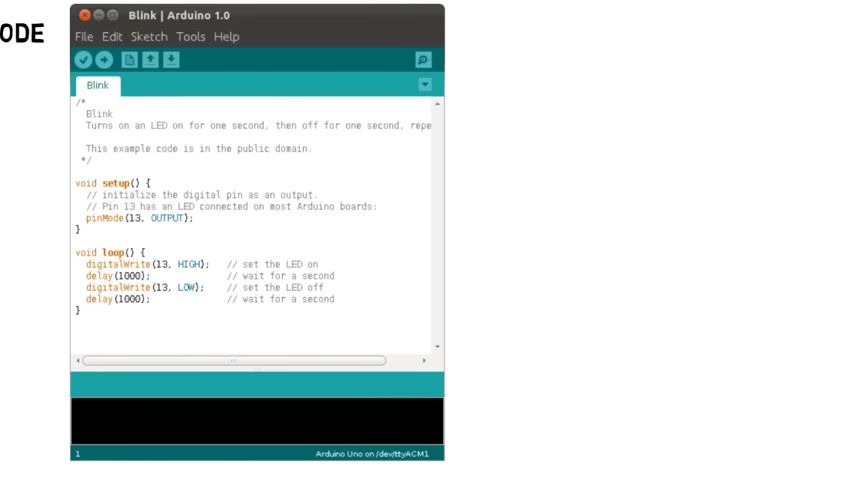 ODE
Blink | Arduino 1.0
File Edit Sketch Tools Help
Blink
/*
Blink
Turns on an LED on for one second, then off for one second, repe
This example code is in the public domain.
*/
void setup() {
// initialize the digital pin as an output.
// Pin 13 has an LED connected on most Arduino boards:
pinMode(13, OUTPUT);
}
void loop() {
digitalWrite(13, HIGH); // set the LED on
delay(1000); // wait for a second
digitalWrite(13, LOW); // set the LED off
delay(1000); // wait for a second
}
1 Arduino Uno on /dev/ttyACM1